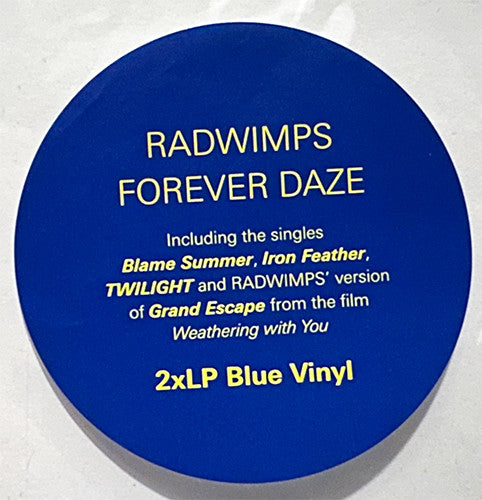 RADWIMPS
FOREVER DAZE
Including the singles
Blame Summer, Iron Feather,
TWILIGHT and RADWIMPS' version
of Grand Escape from the film
Weathering with You
2xLP Blue Vinyl